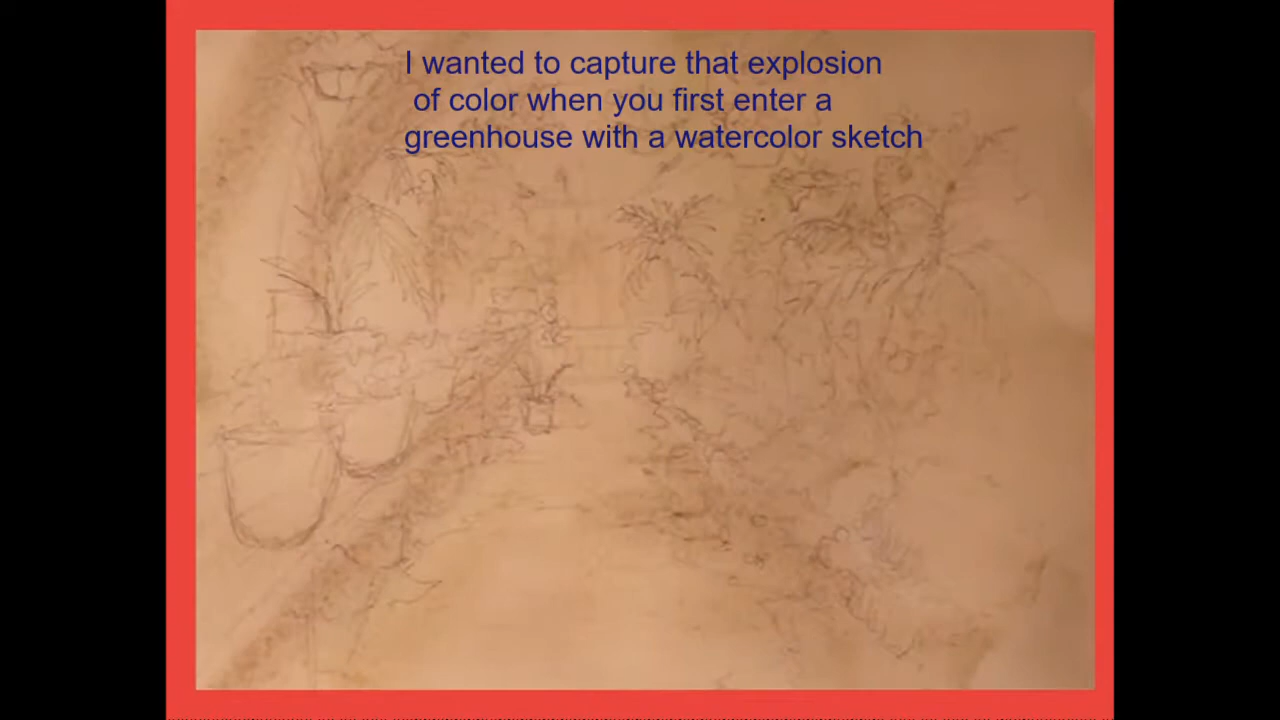 I wanted to capture that explosion
of color when you first enter a
greenhouse with a watercolor sketch